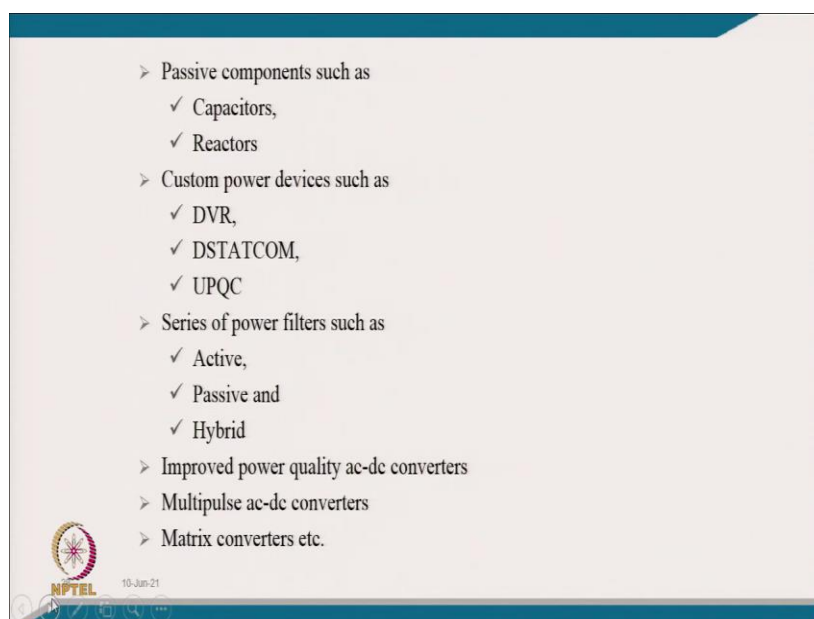 ➢ Passive components such as
✓ Capacitors,
✓ Reactors
➢ Custom power devices such as
✓ DVR,
✓ DSTATCOM,
✓ UPQC
➢ Series of power filters such as
✓ Active,
✓ Passive and
✓ Hybrid
➢ Improved power quality ac-dc converters
➢ Multipulse ac-dc converters
➢ Matrix converters etc.
NPTEL
10-Jun-21